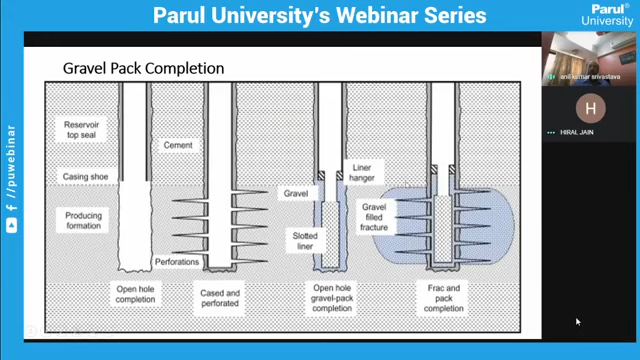 Parul University's Webinar Series
Parul®
University
Gravel Pack Completion
Reservoir
top seal
Cement
Casing shoe
Liner
hanger
Gravel
Producing
formation
Gravel
filled
fracture
Slotted
liner
Perforations
Open hole
completion
Cased and
perforated
Open hole
gravel-pack
completion
Frac and
pack
completion
anil kumar srivastava
H
HIRAL JAIN
/puwebinar